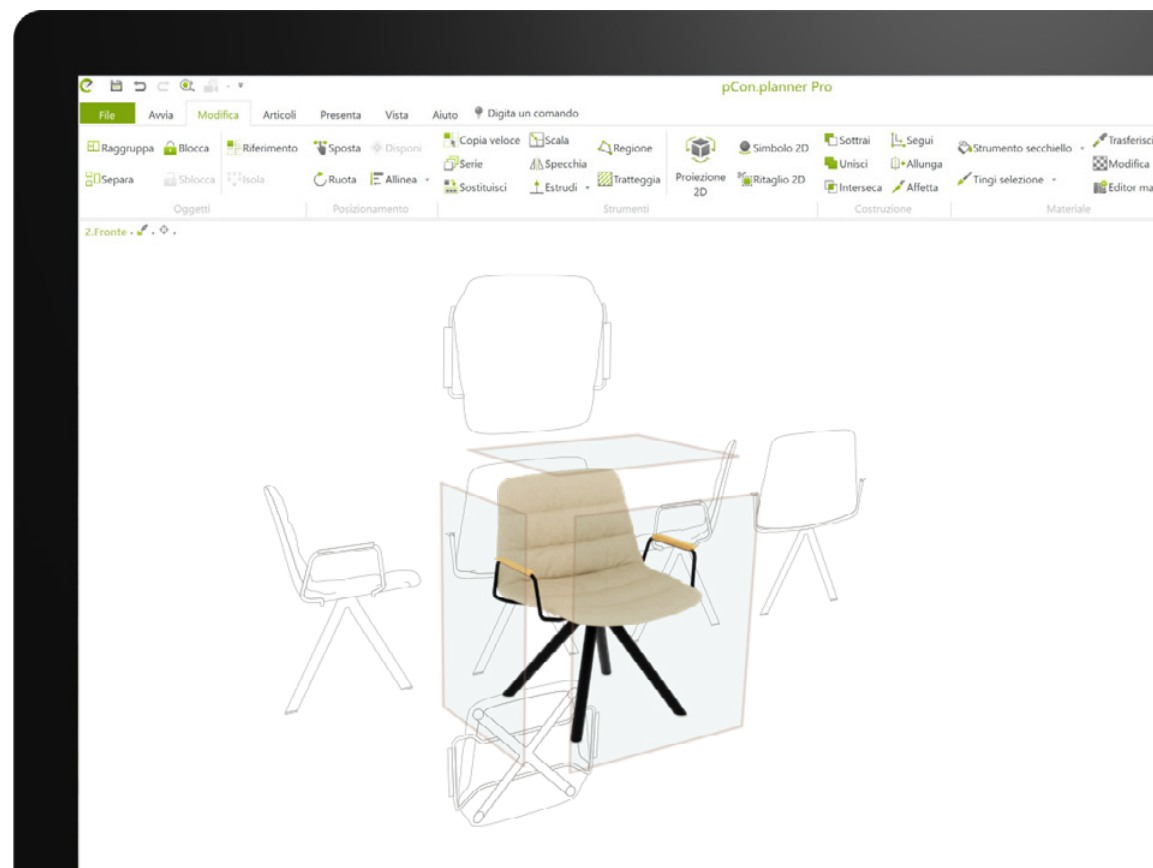 pCon.planner Pro
File Avvia Modifica Articoli Presenta Vista Aiuto Digita un comando
Raggruppa Blocca Riferimento Sposta Disponi Copia veloce Scala Regione Simbolo 2D Sottrai Segui Strumento secchiello Trasferisci
Serie Specchia Proiezione 2D Unisci Allunga Modifica
Separa Sblocca Isola Ruota Allinea Sostituisci Estrudi Tratteggia Ritaglio 2D Interseca Affetta Tingi selezione Editor ma
Oggetti Posizionamento Strumenti Costruzione Materiale
2.Fronte